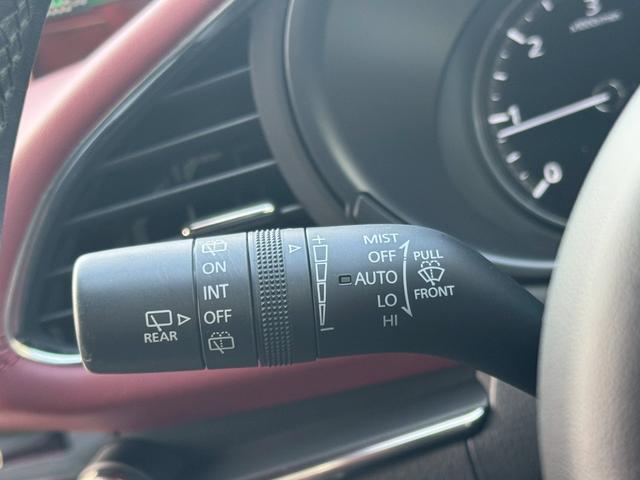 3
2
1
0
MIST
OFF
AUTO
LO
HI
PULL
FRONT
ON
INT
OFF
REAR
+